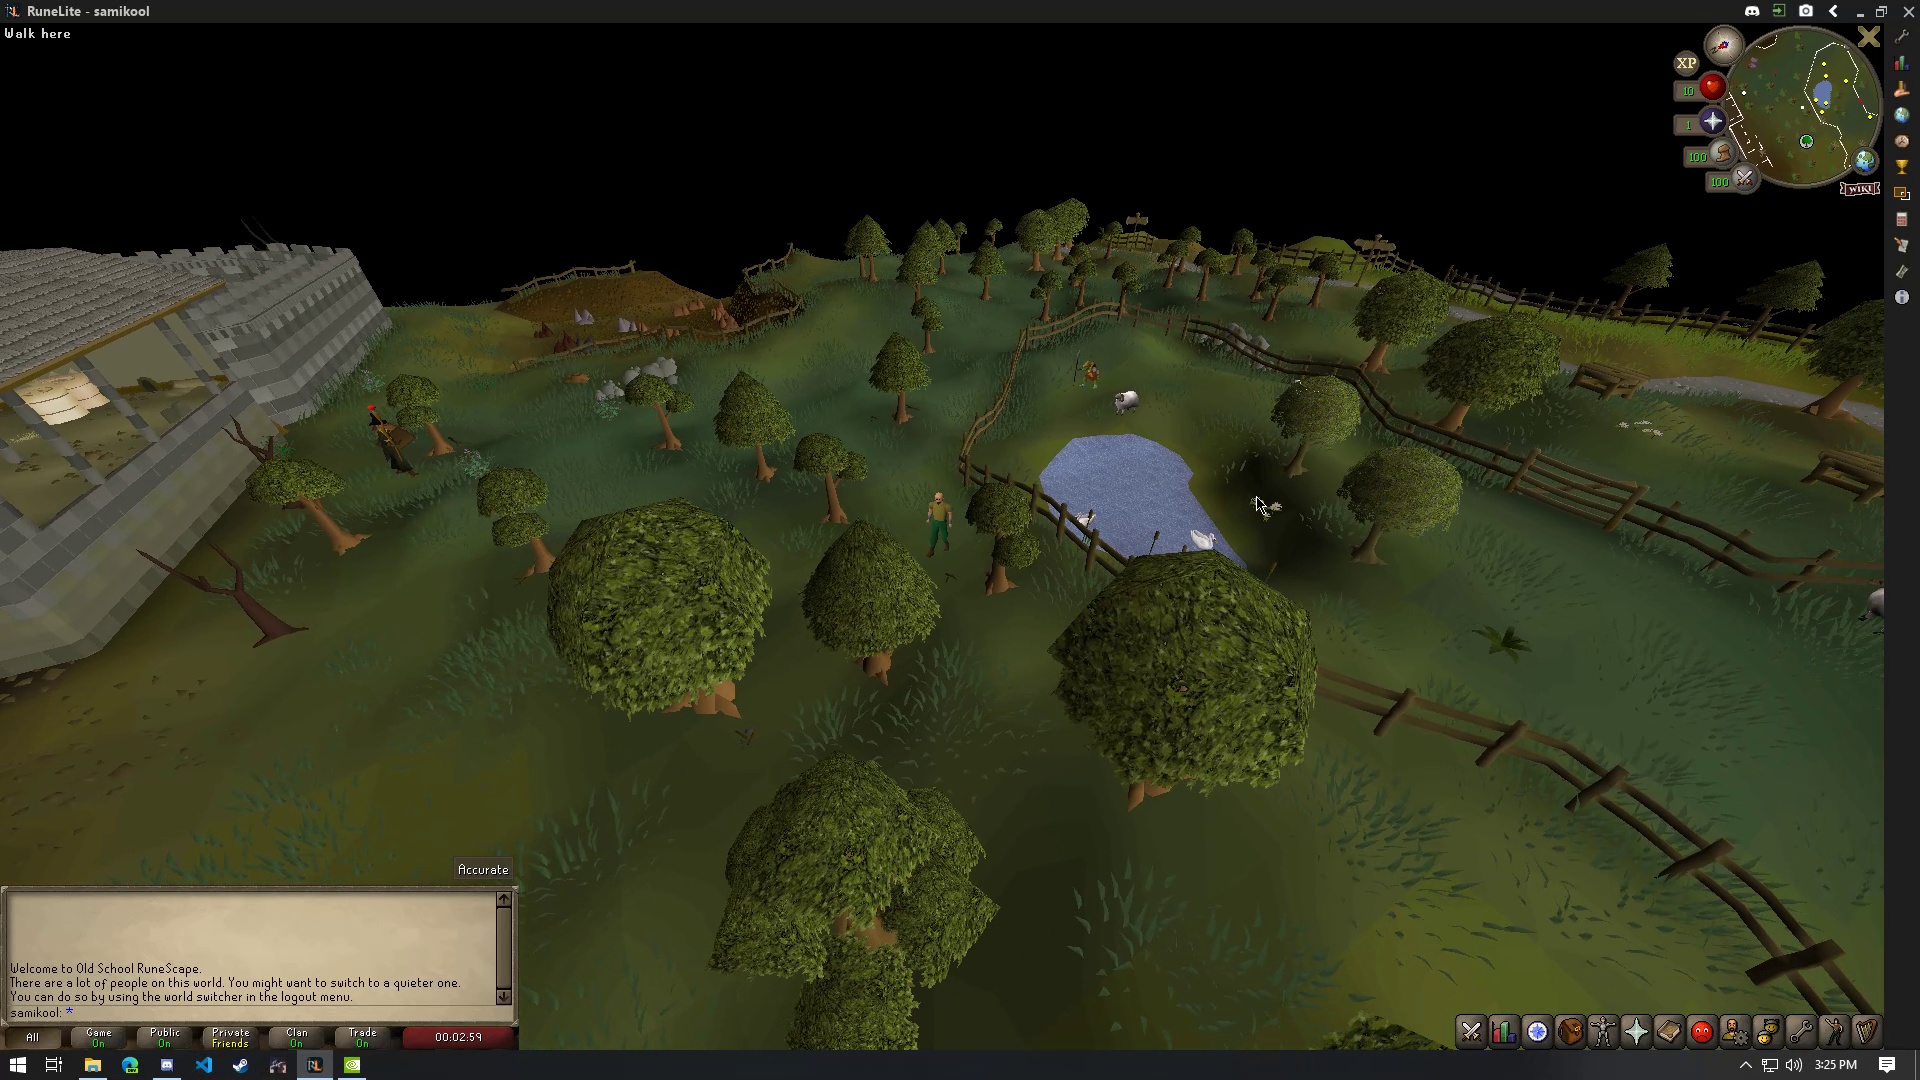 RuneLite - samikool
Walk here
XP
10
1
100
100
WIKI
Accurate
Welcome to Old School RuneScape.
There are a lot of people on this world. You might want to switch to a quieter one.
You can do so by using the world switcher in the logout menu.
samikool: *
All
Game
On
Public
On
Private
Friends
Clan
On
Trade
On
00:02:59
3:25 PM